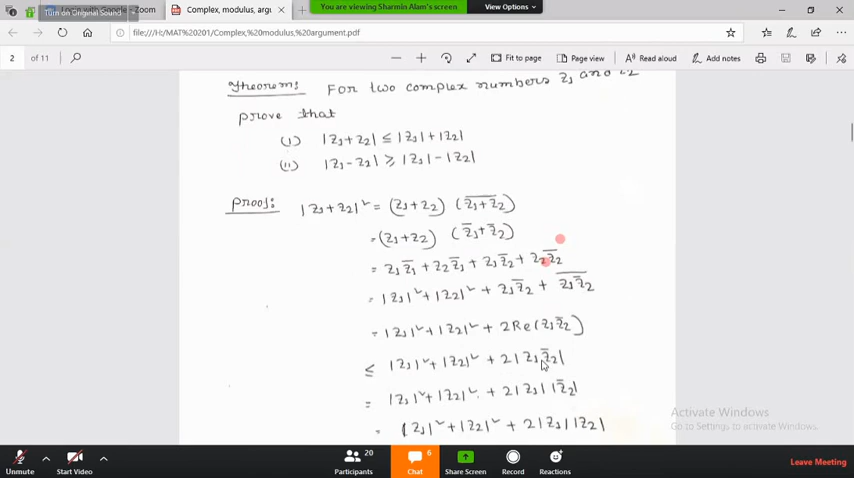 Complex, modulus, argu
You are viewing Sharmin Alam's screen
View Options
Turn on Original Sound
file:///H:/MAT%20201/Complex,%20modulus,%20argument.pdf
2 of 11
Fit to page
Page view
Read aloud
Add notes
Theorem: For two complex numbers z₁ and z₂
prove that
(i) |z₁+z₂| ≤ |z₁|+|z₂|
(ii) |z₁-z₂| ≥ |z₁|-|z₂|
Proof: |z₁+z₂|² = (z₁+z₂) (z̅₁̅+̅z̅₂̅)
= (z₁+z₂) (z̅₁+z̅₂)
= z₁z̅₁ + z₂z̅₁ + z₁z̅₂ + z₂z̅₂
= |z₁|² + |z₂|² + z₁z̅₂ + \overline{z₁z̅₂}
= |z₁|² + |z₂|² + 2Re(z₁z̅₂)
≤ |z₁|² + |z₂|² + 2|z₁z̅₂|
= |z₁|² + |z₂|² + 2|z₁||z̅₂|
= |z₁|² + |z₂|² + 2|z₁||z₂|
Activate Windows
Go to Settings to activate Windows.
Unmute
Start Video
Participants 20
Chat 6
Share Screen
Record
Reactions
Leave Meeting